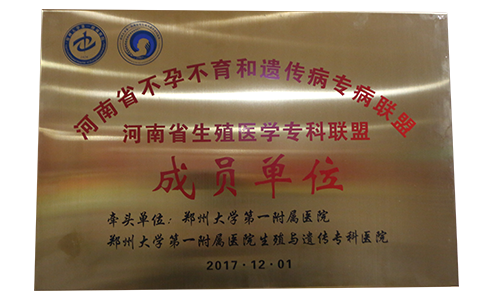 河南省不孕不育和遗传病专病联盟
河南省生殖医学专科联盟
成员单位
牵头单位：郑州大学第一附属医院
郑州大学第一附属医院生殖与遗传专科医院
2017·12·01